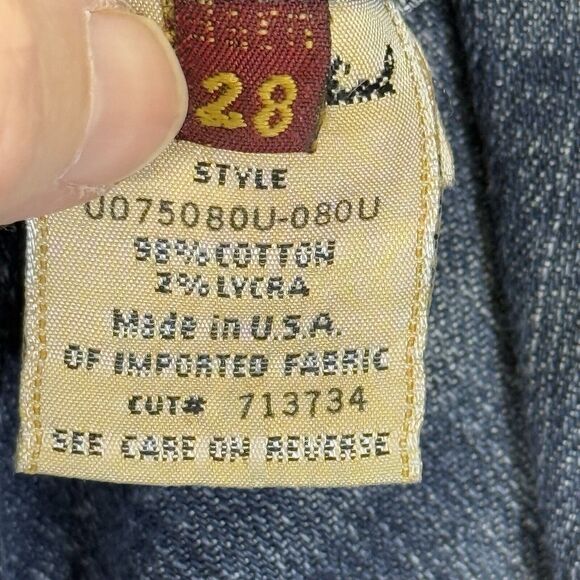 28
STYLE
U075080U-080U
98% COTTON
2% LYCRA
Made in U.S.A.
OF IMPORTED FABRIC
CUT# 713734
SEE CARE ON REVERSE